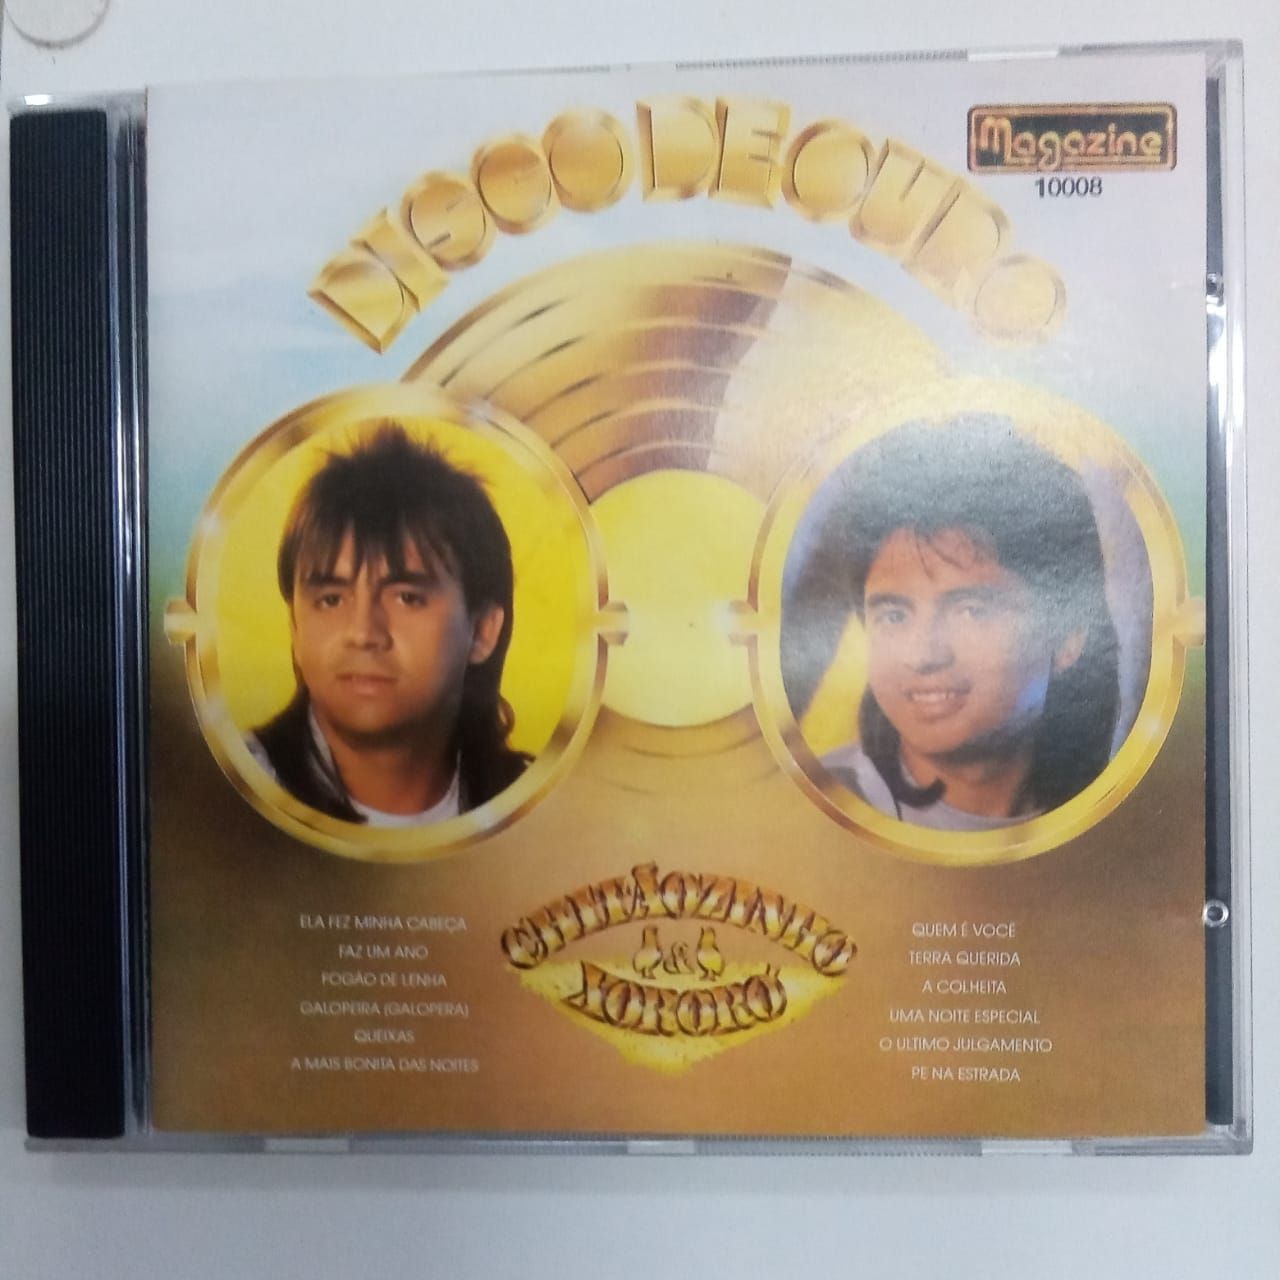 DISCO DE OURO
Magazine
10008
CHITÃOZINHO
&
XORORÓ
ELA FEZ MINHA CABEÇA
FAZ UM ANO
FOGÃO DE LENHA
GALOPEIRA (GALOPERA)
QUEIXAS
A MAIS BONITA DAS NOITES
QUEM É VOCÊ
TERRA QUERIDA
A COLHEITA
UMA NOITE ESPECIAL
O ULTIMO JULGAMENTO
PE NA ESTRADA